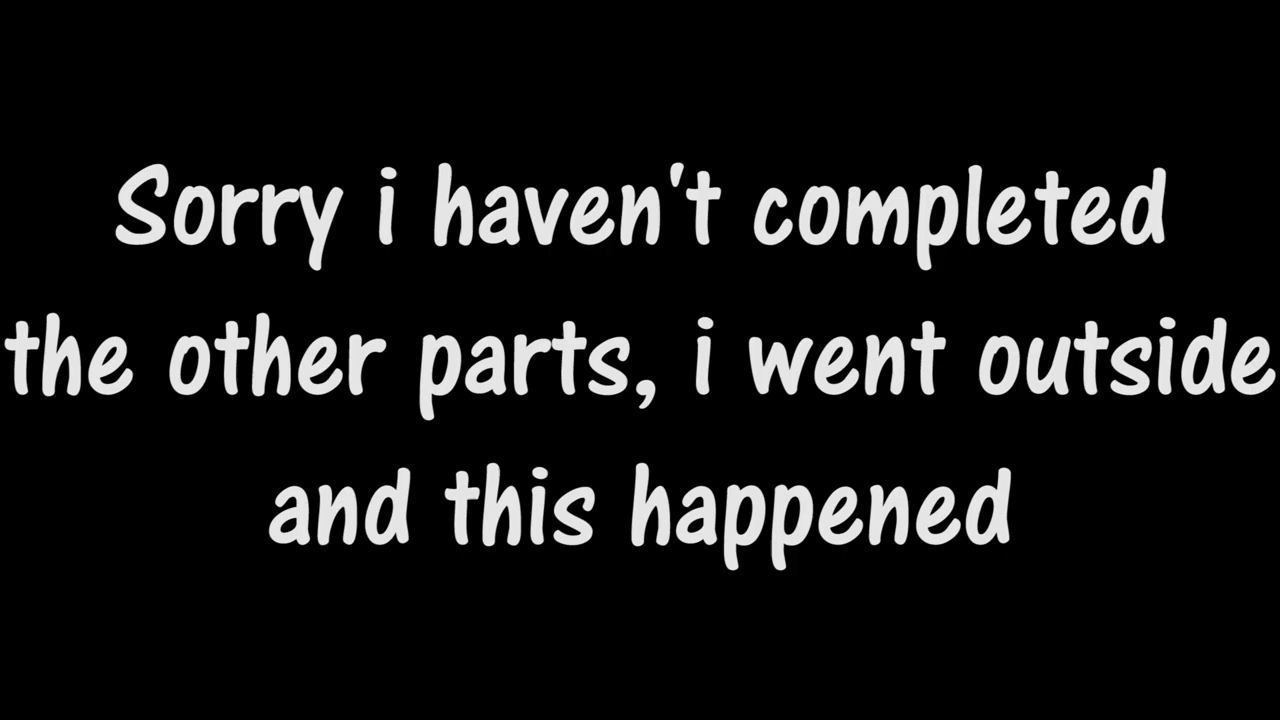 Sorry i haven't completed
the other parts, i went outside
and this happened